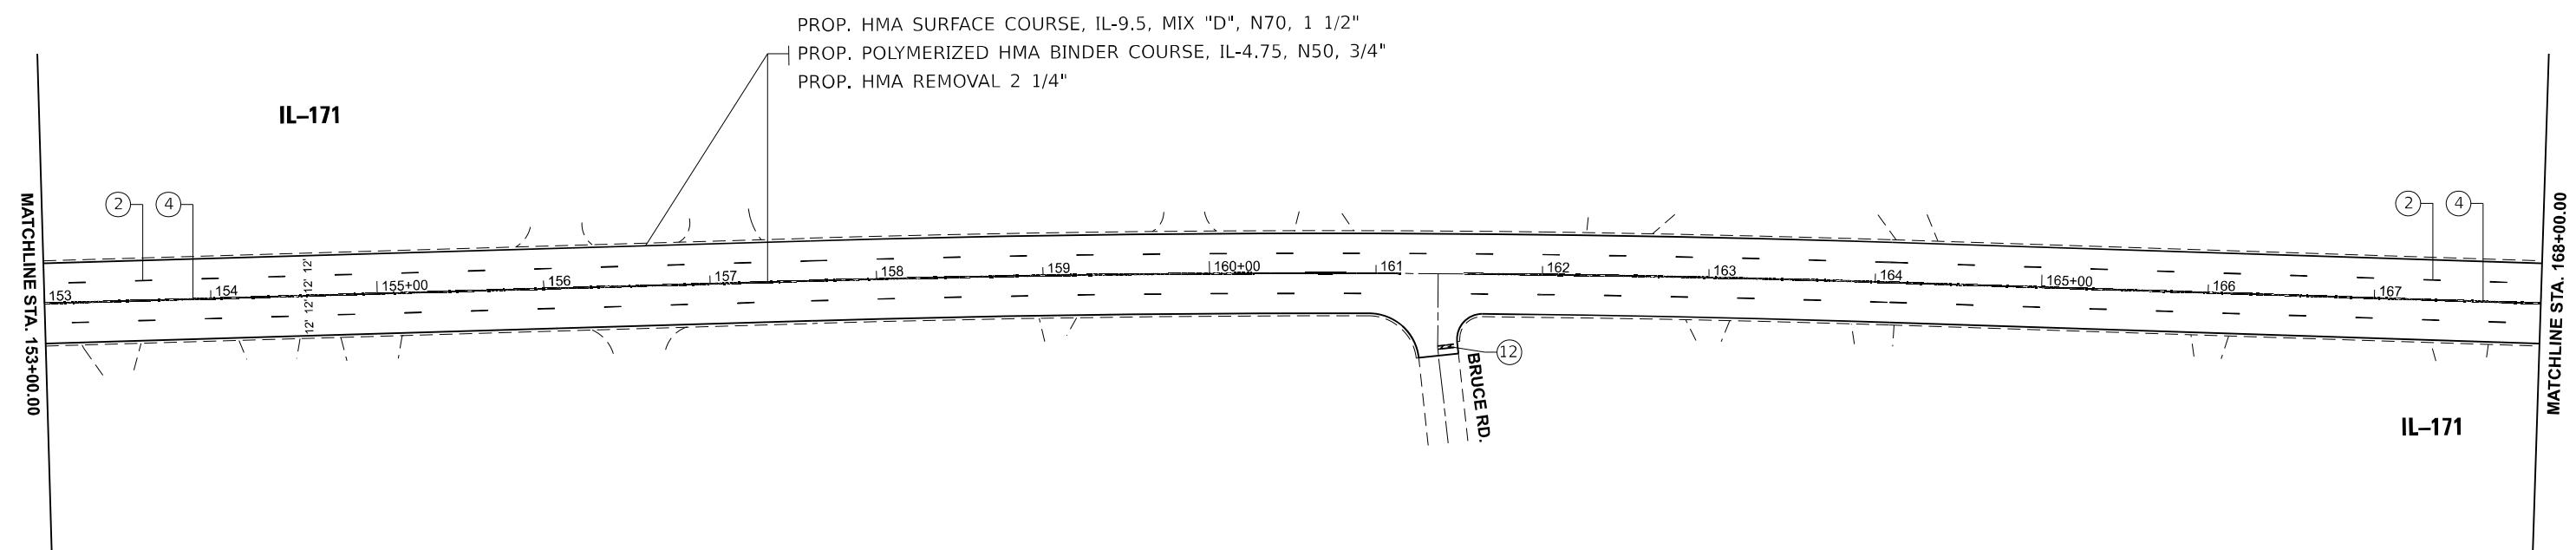 PROP. HMA SURFACE COURSE, IL-9.5, MIX "D", N70, 1 1/2"
PROP. POLYMERIZED HMA BINDER COURSE, IL-4.75, N50, 3/4"
PROP. HMA REMOVAL 2 1/4"
IL-171
MATCHLINE STA. 153+00.00
2
4
2
4
MATCHLINE STA. 168+00.00
153
154
12' 12' 12' 12'
155+00
156
157
158
159
160+00
161
162
163
164
165+00
166
167
12
BRUCE RD.
IL-171